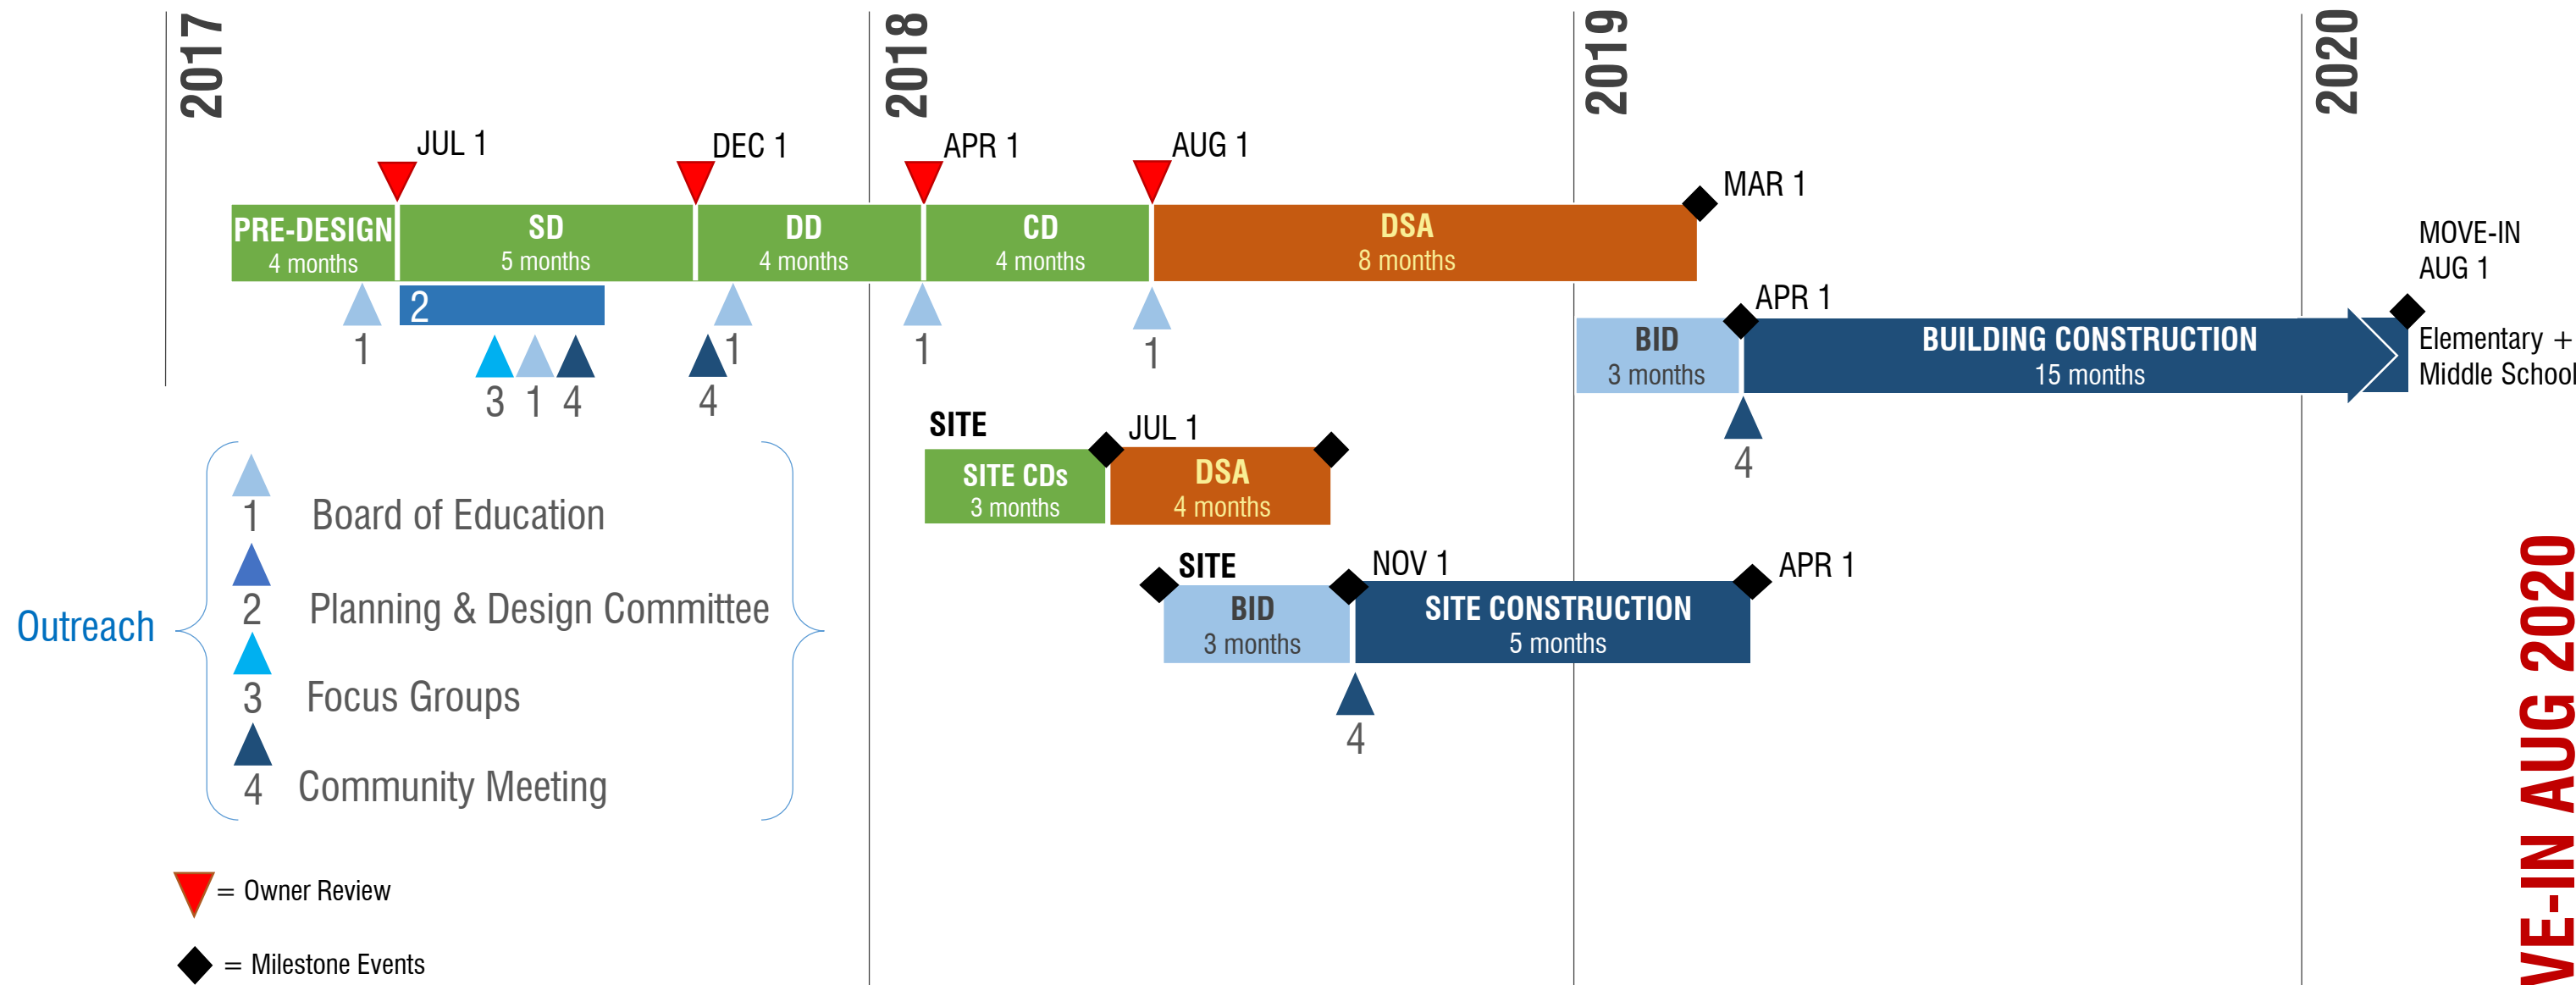 2017
2018
2019
2020
JUL 1
DEC 1
APR 1
AUG 1
MAR 1
PRE-DESIGN
4 months
SD
5 months
DD
4 months
CD
4 months
DSA
8 months
MOVE-IN
AUG 1
1
2
1
1
1
3
1
4
4
APR 1
BID
3 months
BUILDING CONSTRUCTION
15 months
Elementary +
Middle School
4
SITE
JUL 1
SITE CDs
3 months
DSA
4 months
SITE
NOV 1
APR 1
BID
3 months
SITE CONSTRUCTION
5 months
4
Outreach
1 Board of Education
2 Planning & Design Committee
3 Focus Groups
4 Community Meeting
= Owner Review
= Milestone Events
VE-IN AUG 2020